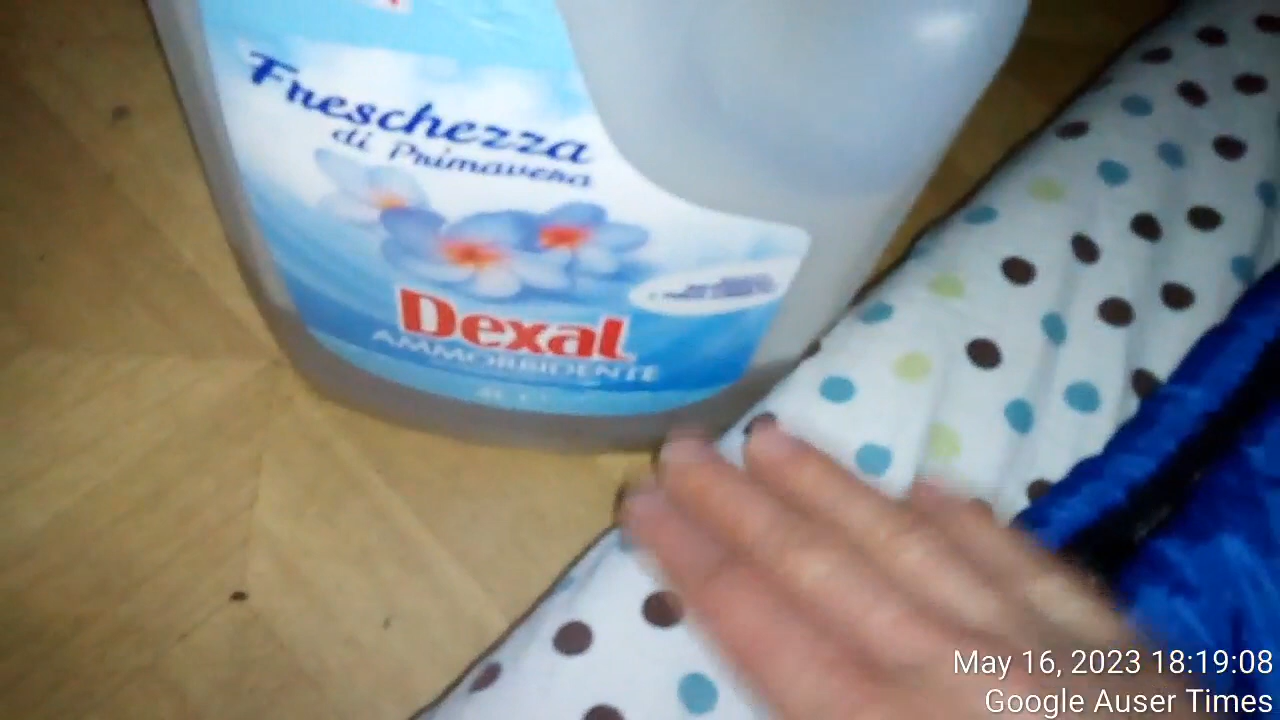 Freschezza
di Primavera
Dexal
AMMORBIDENTE
May 16, 2023 18:19:08
Google Auser Times